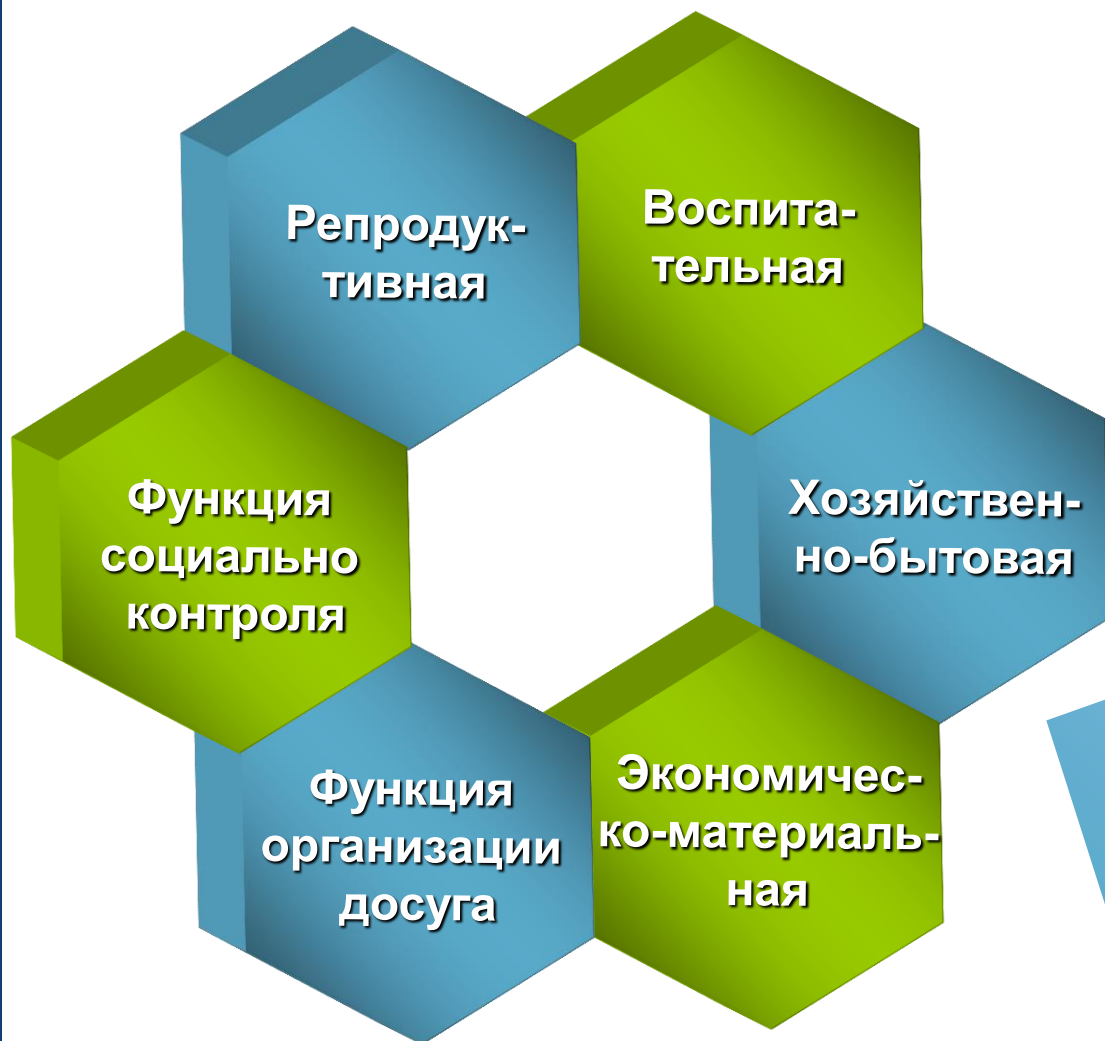 Репродук-
тивная
Воспита-
тельная
Хозяйствен-
но-бытовая
Экономичес-
ко-материаль-
ная
Функция
организации
досуга
Функция
социально
контроля